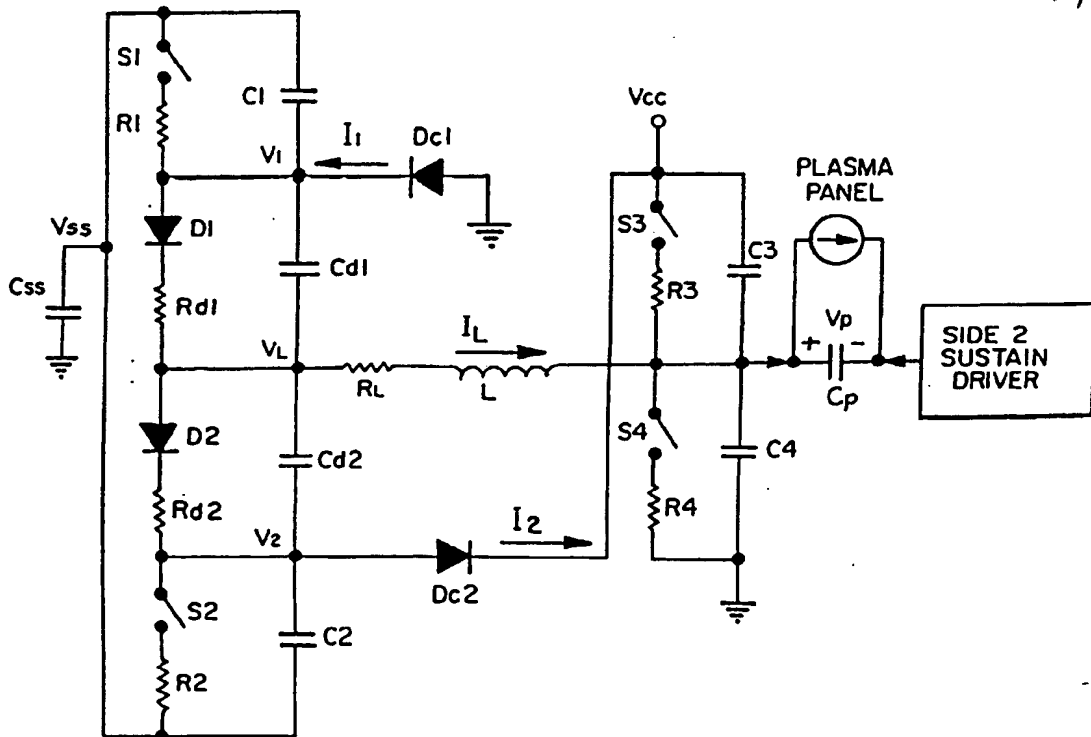 S1
C1
R1
V1
I1
Dc1
Vcc
PLASMA
PANEL
Vss
D1
Css
Rd1
Cd1
S3
R3
C3
VL
RL
IL
L
+ Vp -
Cp
SIDE 2
SUSTAIN
DRIVER
D2
Cd2
Rd2
S4
R4
C4
V2
I2
Dc2
S2
C2
R2